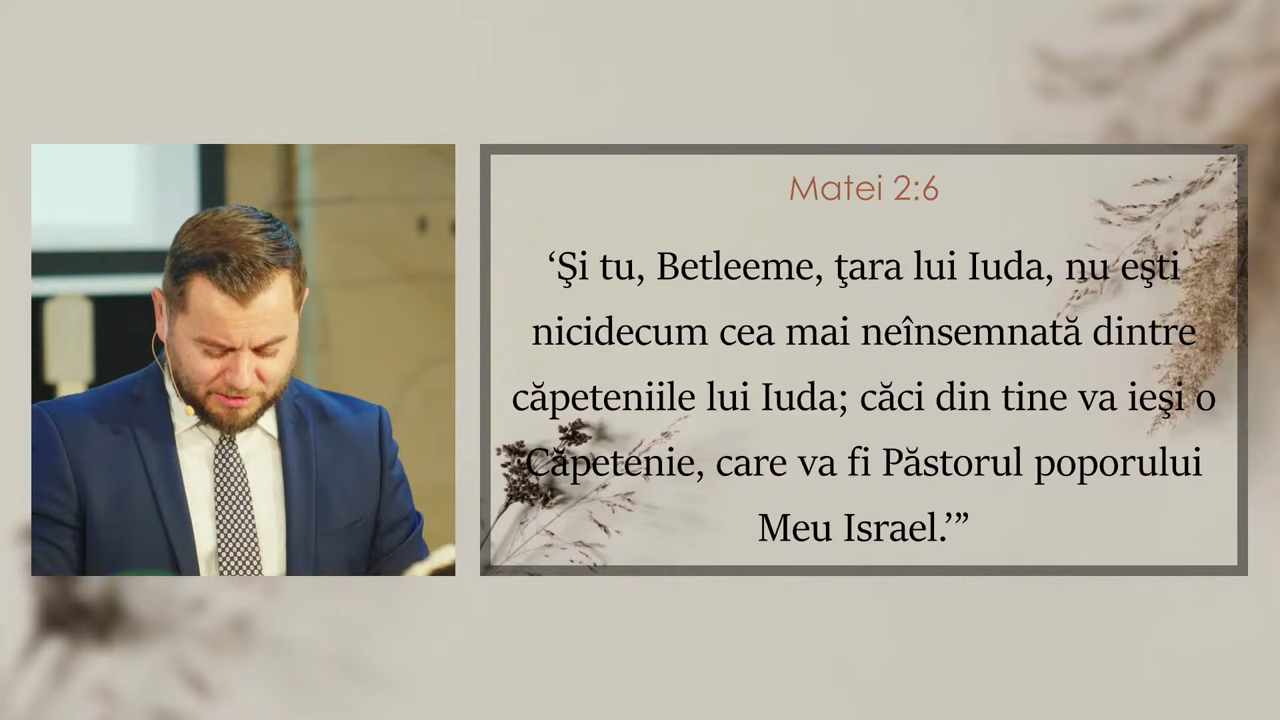 Matei 2:6
‘Şi tu, Betleeme, ţara lui Iuda, nu eşti
nicidecum cea mai neînsemnată dintre
căpeteniile lui Iuda; căci din tine va ieşi o
Căpetenie, care va fi Păstorul poporului
Meu Israel.’”